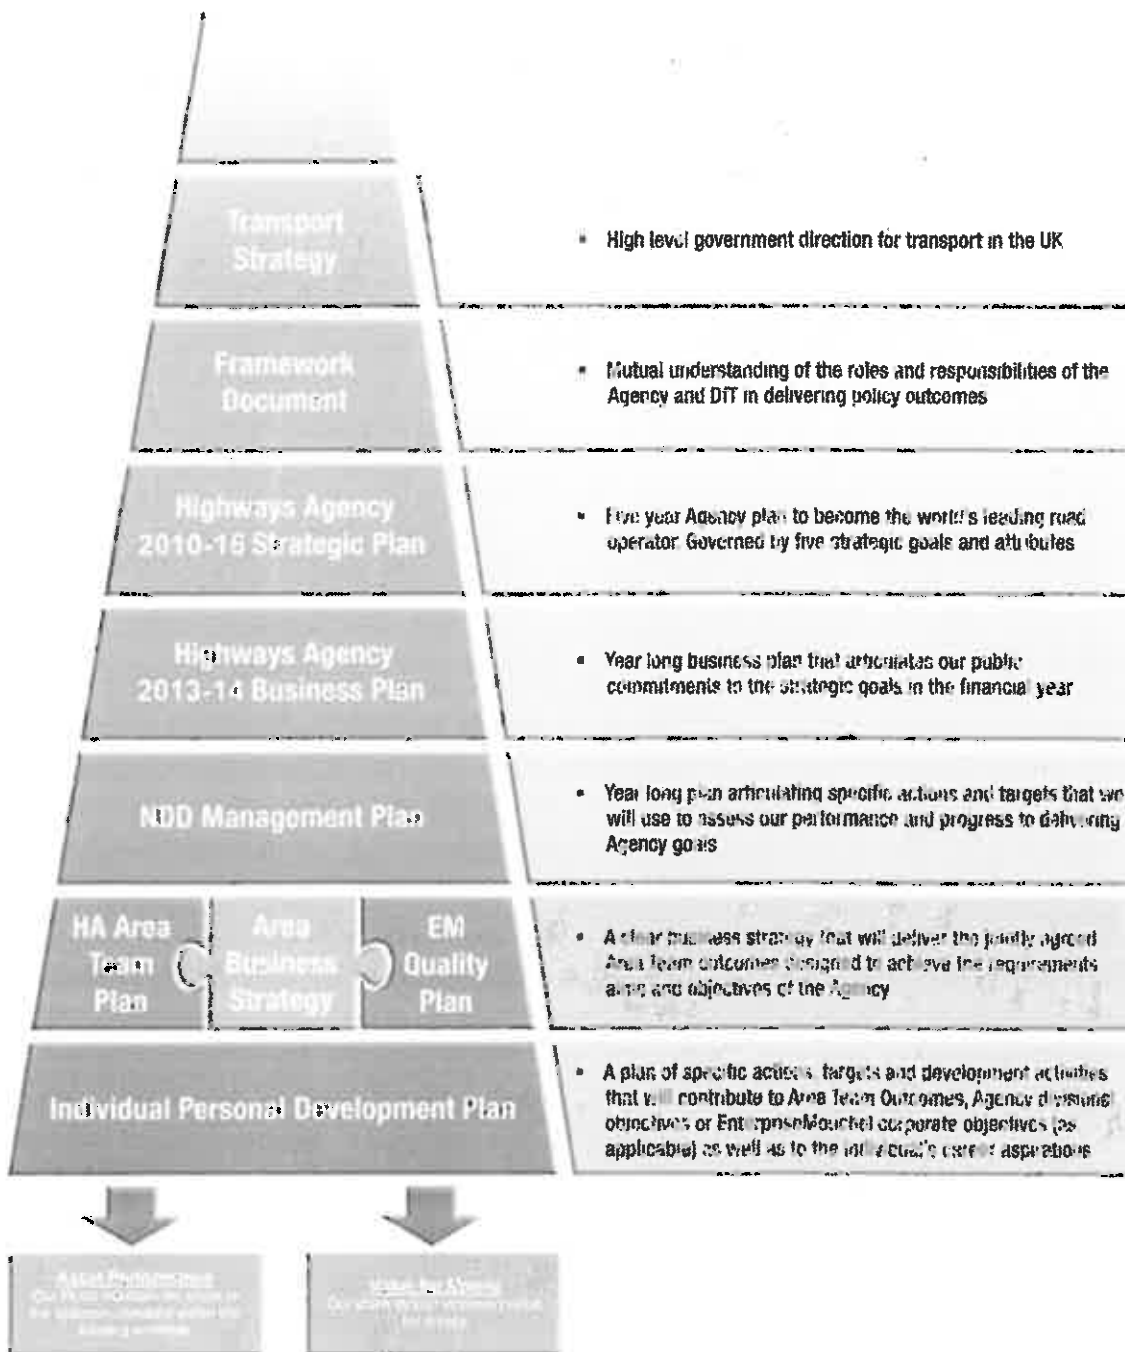 Transport
Strategy
• High level government direction for transport in the UK
Framework
Document
• Mutual understanding of the roles and responsibilities of the
Agency and DfT in delivering policy outcomes
Highways Agency
2010-15 Strategic Plan
• Five year Agency plan to become the world's leading road
operator. Governed by five strategic goals and attributes
Highways Agency
2013-14 Business Plan
• Year long business plan that articulates our public
commitments to the strategic goals in the financial year
NDD Management Plan
• Year long plan articulating specific actions and targets that we
will use to assess our performance and progress to delivering
Agency goals
HA Area
Team
Plan
Area
Business
Strategy
EM
Quality
Plan
• A clear business strategy that will deliver the jointly agreed
Area Team outcomes designed to achieve the requirements
aims and objectives of the Agency
Individual Personal Development Plan
• A plan of specific actions, targets and development activities
that will contribute to Area Team Outcomes, Agency divisional
objectives or EnterpriseMouchel corporate objectives (as
applicable) as well as to the individual's career aspirations
Asset Performance
Value for Money